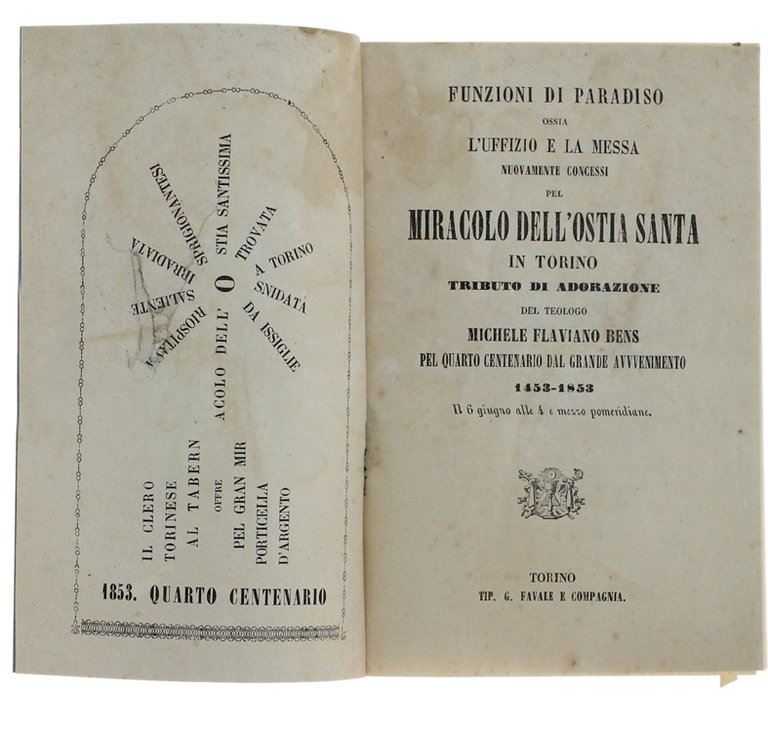 SPRIGIONANTESI
IRRADIATA
SALIENTE
RIOSPITA
STIA SANTISSIMA
TROVATA
A TORINO
SNIDATA
DA ISSIGLIE
O
ACOLO DELL'
IL CLERO
TORINESE
AL TABERN
OFFRE
PEL GRAN MIR
PORTICELLA
D'ARGENTO
1853. QUARTO CENTENARIO
FUNZIONI DI PARADISO
OSSIA
L'UFFIZIO E LA MESSA
NUOVAMENTE CONCESSI
PEL
MIRACOLO DELL'OSTIA SANTA
IN TORINO
TRIBUTO DI ADORAZIONE
DEL TEOLOGO
MICHELE FLAVIANO BENS
PEL QUARTO CENTENARIO DAL GRANDE AVVVENIMENTO
1453-1853
Il 6 giugno alle 4 e mezzo pomeridiane.
TORINO
TIP. G. FAVALE E COMPAGNIA.